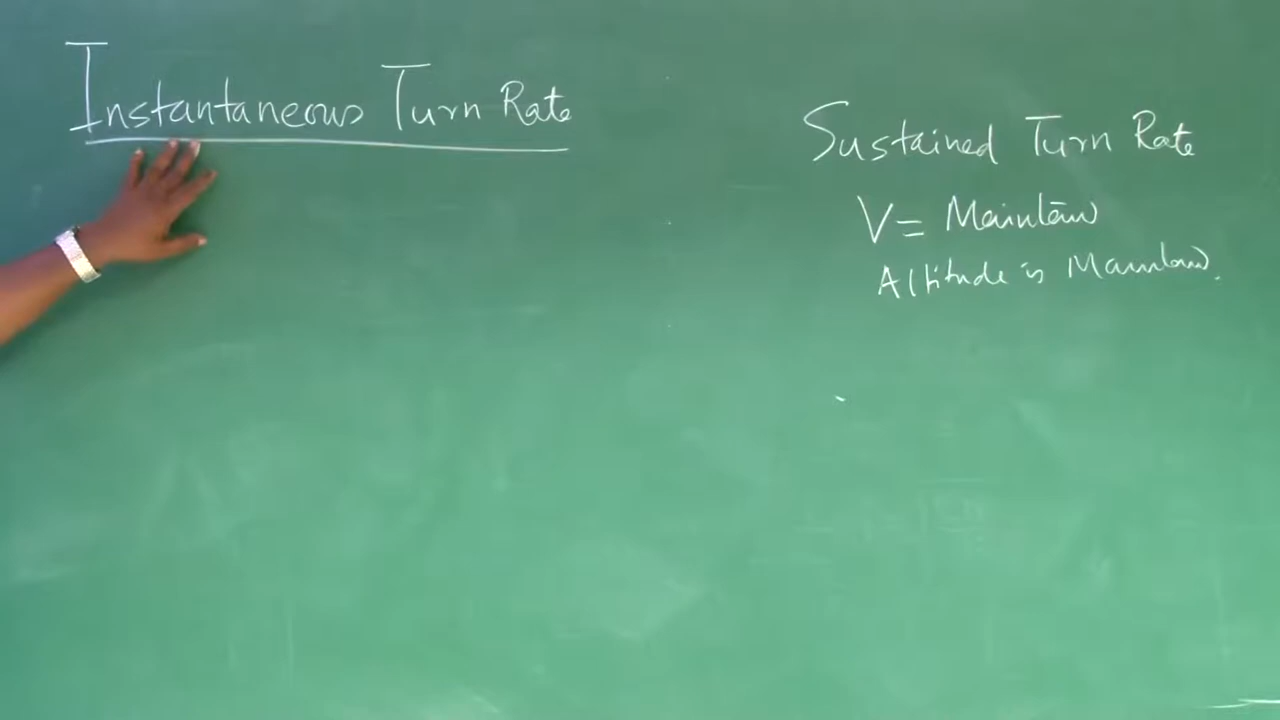 Instantaneous Turn Rate
Sustained Turn Rate
V = Maintain
Altitude is Maintain.